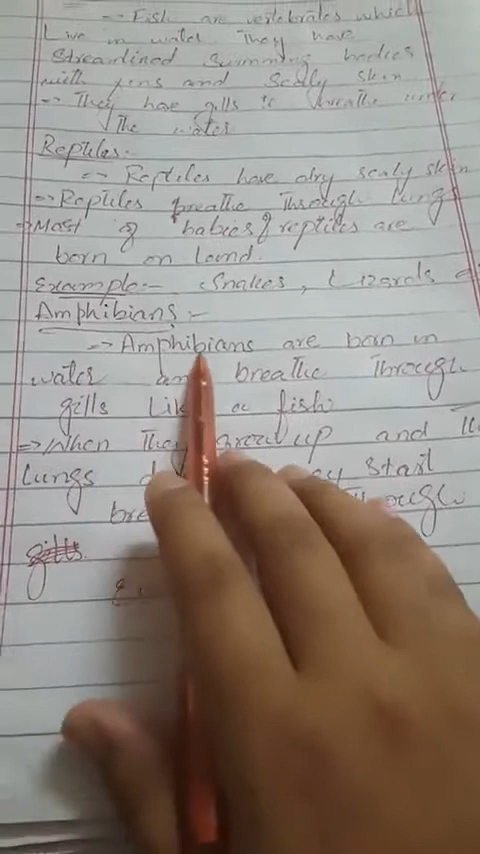 --> Fish are vertebrates which
Live in water They have
Streamlined Swimming bodies
with fins and Scaly skin
--> They have gills to breathe under
The water
Reptiles:-
--> Reptiles have dry scaly skin
--> Reptiles breathe Through lungs
--> Most of babies of reptiles are
born on land.
Example:- Snakes, Lizards
Amphibians:-
--> Amphibians are born in
water and breathe Through
gills like a fish
--> When They grow up and
lungs start
bre
gills.